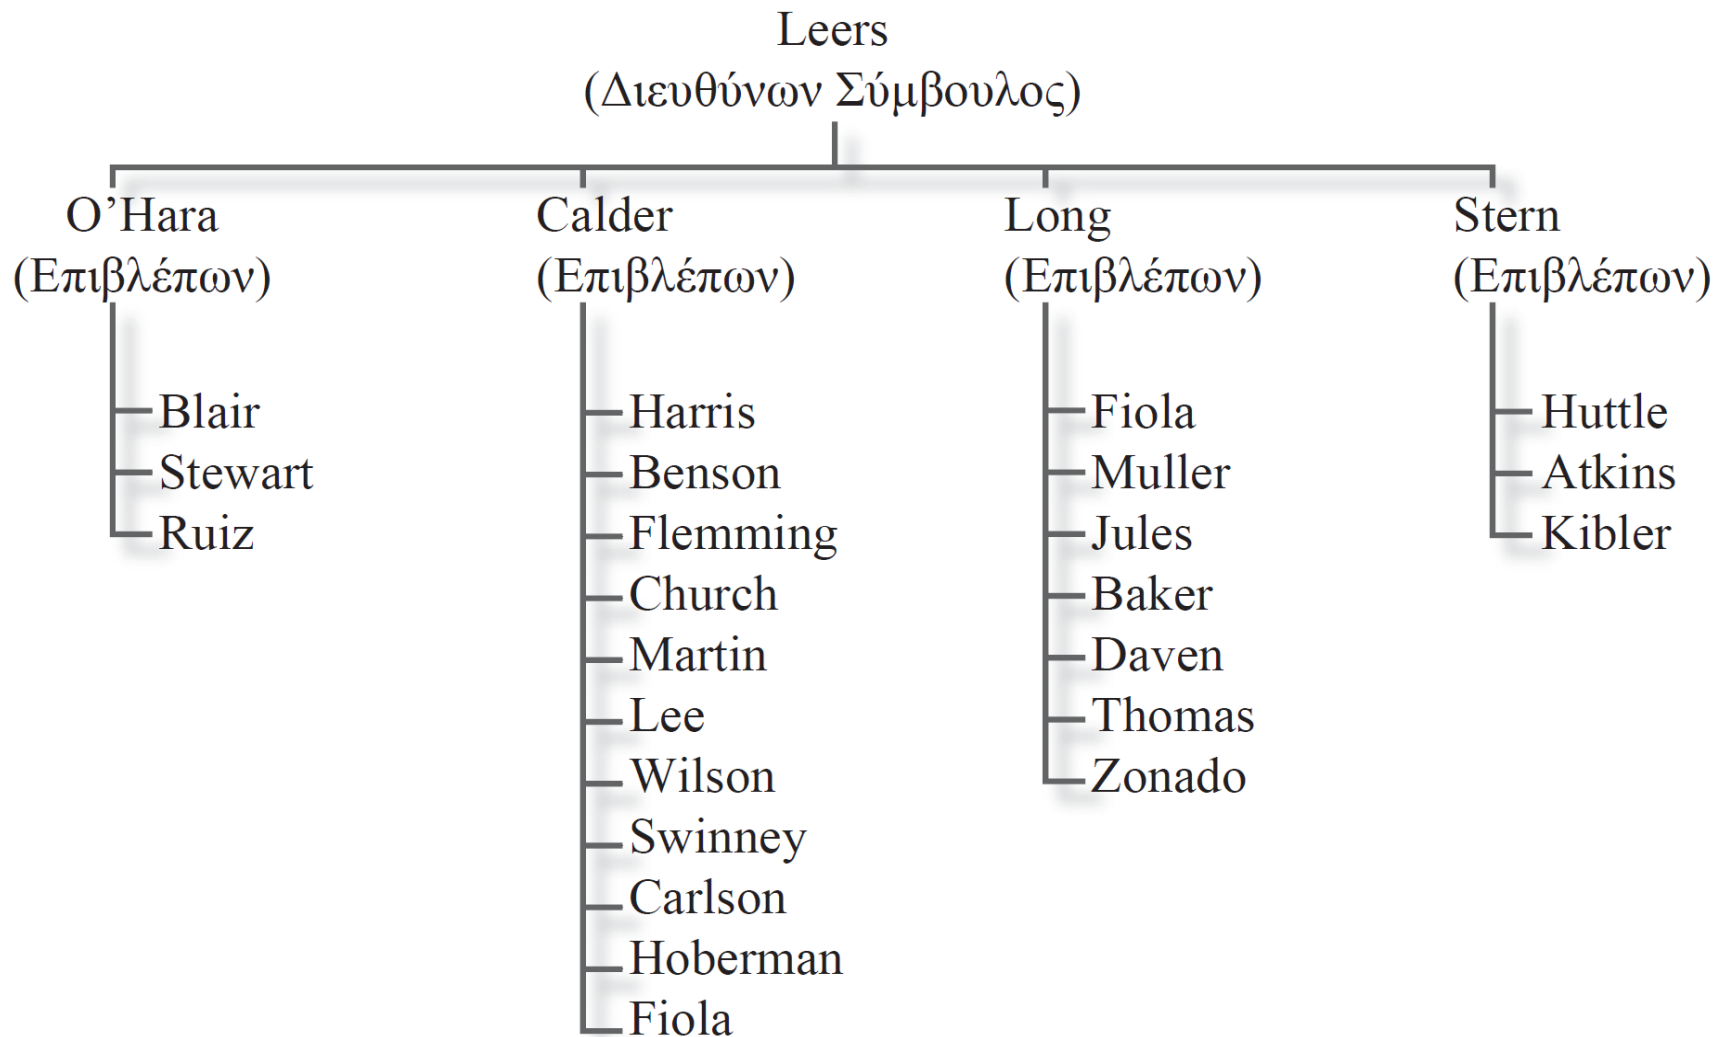 Leers
(Διευθύνων Σύμβουλος)
O’Hara
(Επιβλέπων)
Blair
Stewart
Ruiz
Calder
(Επιβλέπων)
Harris
Benson
Flemming
Church
Martin
Lee
Wilson
Swinney
Carlson
Hoberman
Fiola
Long
(Επιβλέπων)
Fiola
Muller
Jules
Baker
Daven
Thomas
Zonado
Stern
(Επιβλέπων)
Huttle
Atkins
Kibler